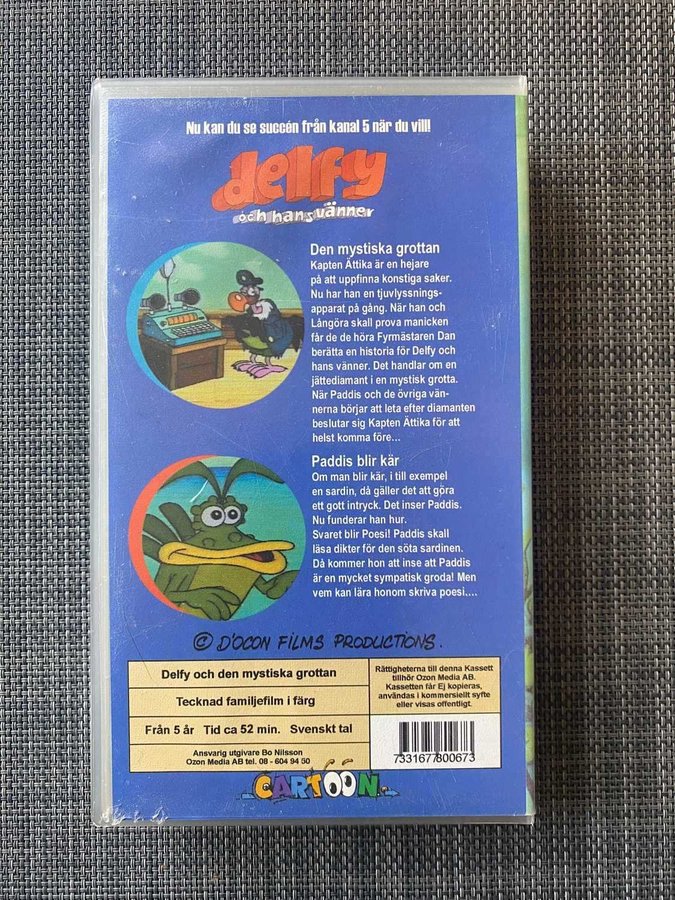 Nu kan du se succén från kanal 5 när du vill!
delfy
och hans vänner
Den mystiska grottan
Kapten Ättika är en hejare
på att uppfinna konstiga saker.
Nu har han en tjuvlyssnings-
apparat på gång. När han och
Långöra skall prova manicken
får de de höra Fyrmästaren Dan
berätta en historia för Delfy och
hans vänner. Det handlar om en
jättediamant i en mystisk grotta.
När Paddis och de övriga vän-
nerna börjar att leta efter diamanten
beslutar sig Kapten Ättika för att
helst komma före...
Paddis blir kär
Om man blir kär, i till exempel
en sardin, då gäller det att göra
ett gott intryck. Det inser Paddis.
Nu funderar han hur.
Svaret blir Poesi! Paddis skall
läsa dikter för den söta sardinen.
Då kommer hon att inse att Paddis
är en mycket sympatisk groda! Men
vem kan lära honom skriva poesi....
© D'OCON FILMS PRODUCTIONS.
Delfy och den mystiska grottan
Tecknad familjefilm i färg
Från 5 år Tid ca 52 min. Svenskt tal
Ansvarig utgivare Bo Nilsson
Ozon Media AB tel. 08 - 604 94 50
Rättigheterna till denna Kassett
tillhör Ozon Media AB.
Kassetten får Ej kopieras,
användas i kommersiellt syfte
eller visas offentligt.
7331677800673
CARTOON